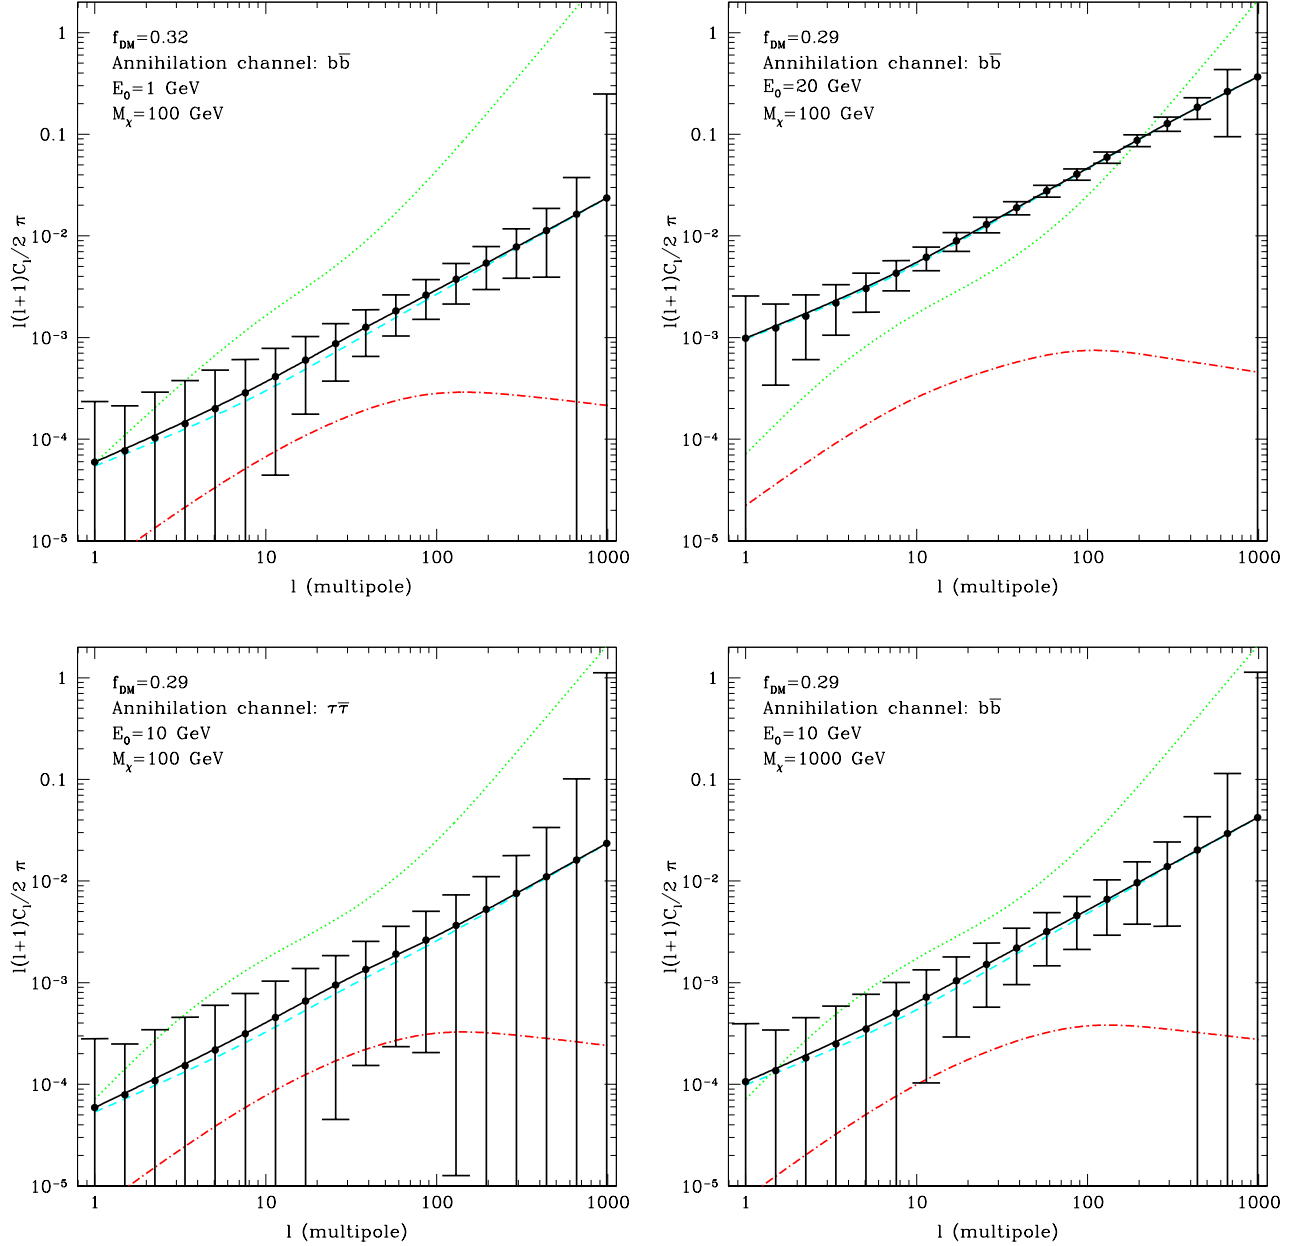 f_DM=0.32
Annihilation channel: bb̅
E_0=1 GeV
M_χ=100 GeV
l(l+1)C_l/2 π
1
0.1
10⁻²
10⁻³
10⁻⁴
10⁻⁵
1 10 100 1000
l (multipole)
f_DM=0.29
Annihilation channel: bb̅
E_0=20 GeV
M_χ=100 GeV
l(l+1)C_l/2 π
1
0.1
10⁻²
10⁻³
10⁻⁴
10⁻⁵
1 10 100 1000
l (multipole)
f_DM=0.29
Annihilation channel: ττ̅
E_0=10 GeV
M_χ=100 GeV
l(l+1)C_l/2 π
1
0.1
10⁻²
10⁻³
10⁻⁴
10⁻⁵
1 10 100 1000
l (multipole)
f_DM=0.29
Annihilation channel: bb̅
E_0=10 GeV
M_χ=1000 GeV
l(l+1)C_l/2 π
1
0.1
10⁻²
10⁻³
10⁻⁴
10⁻⁵
1 10 100 1000
l (multipole)